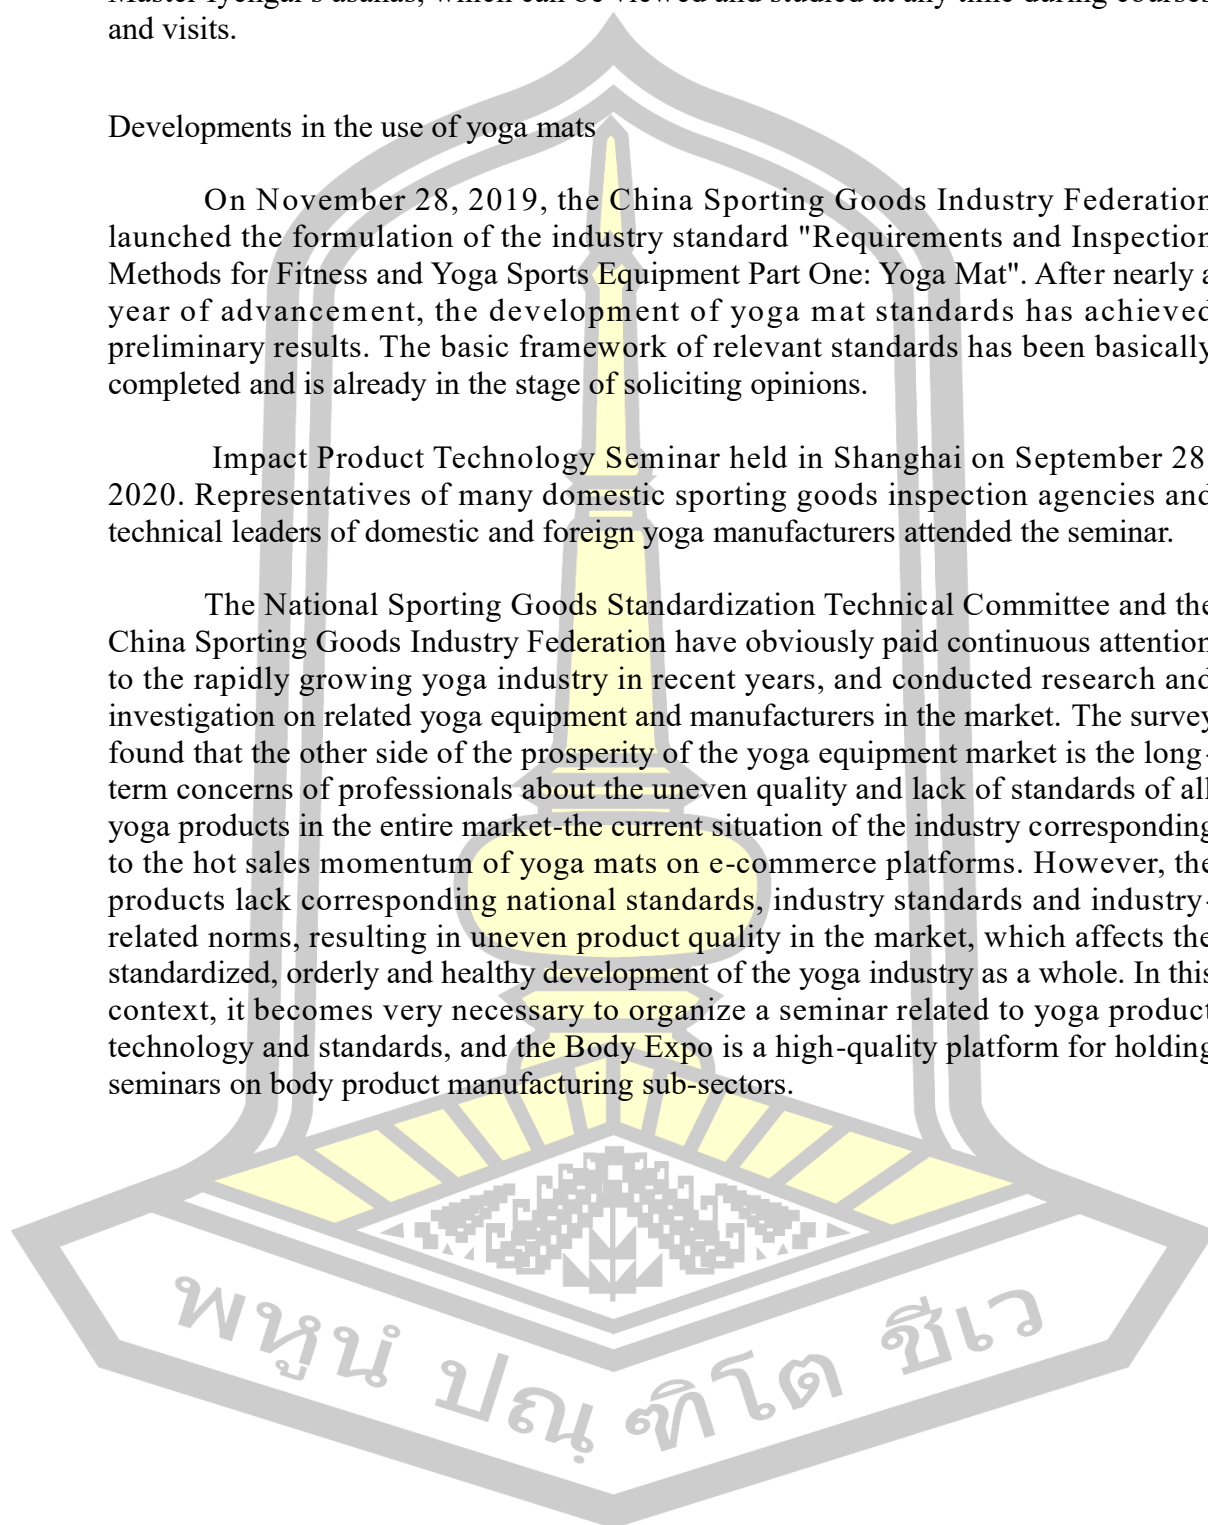 Master Iyengar's asanas, which can be viewed and studied at any time during courses
and visits.
Developments in the use of yoga mats
On November 28, 2019, the China Sporting Goods Industry Federation
launched the formulation of the industry standard "Requirements and Inspection
Methods for Fitness and Yoga Sports Equipment Part One: Yoga Mat". After nearly a
year of advancement, the development of yoga mat standards has achieved
preliminary results. The basic framework of relevant standards has been basically
completed and is already in the stage of soliciting opinions.
Impact Product Technology Seminar held in Shanghai on September 28
2020. Representatives of many domestic sporting goods inspection agencies and
technical leaders of domestic and foreign yoga manufacturers attended the seminar.
The National Sporting Goods Standardization Technical Committee and the
China Sporting Goods Industry Federation have obviously paid continuous attention
to the rapidly growing yoga industry in recent years, and conducted research and
investigation on related yoga equipment and manufacturers in the market. The survey
found that the other side of the prosperity of the yoga equipment market is the long-
term concerns of professionals about the uneven quality and lack of standards of all
yoga products in the entire market-the current situation of the industry corresponding
to the hot sales momentum of yoga mats on e-commerce platforms. However, the
products lack corresponding national standards, industry standards and industry-
related norms, resulting in uneven product quality in the market, which affects the
standardized, orderly and healthy development of the yoga industry as a whole. In this
context, it becomes very necessary to organize a seminar related to yoga product
technology and standards, and the Body Expo is a high-quality platform for holding
seminars on body product manufacturing sub-sectors.
พหูนํ ปณฺฑิโต ชีเว